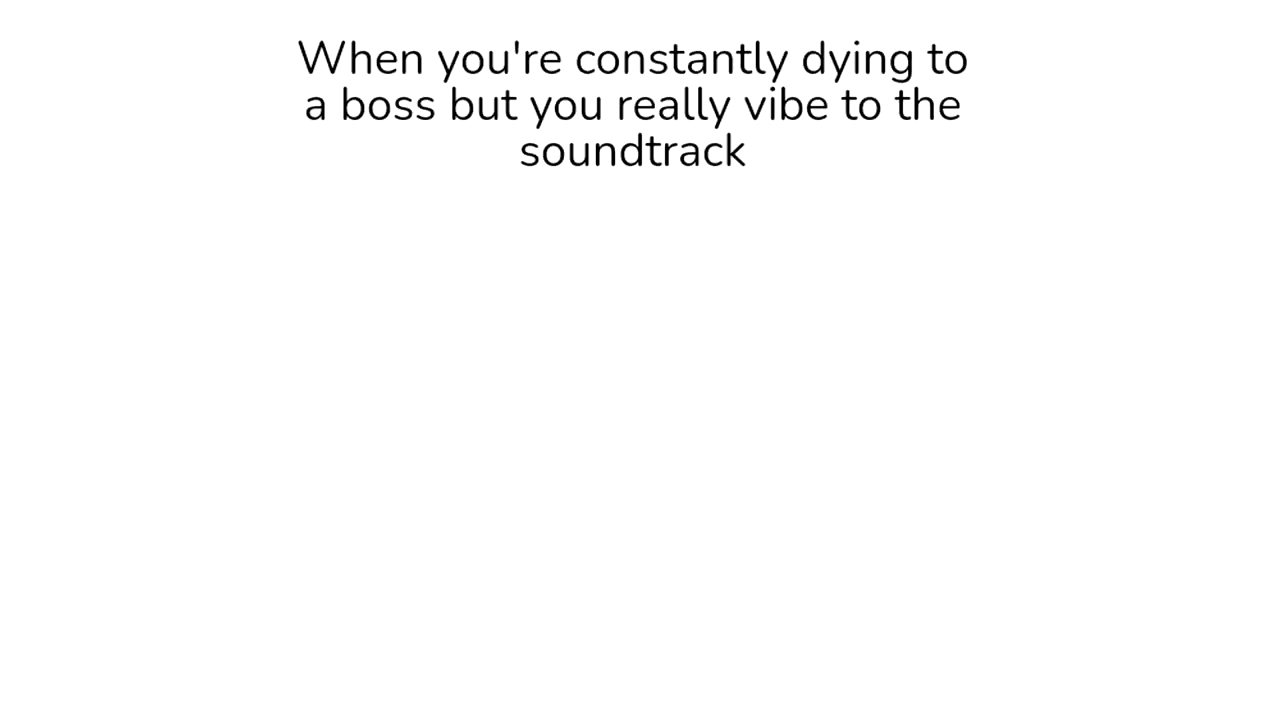 When you're constantly dying to
a boss but you really vibe to the
soundtrack